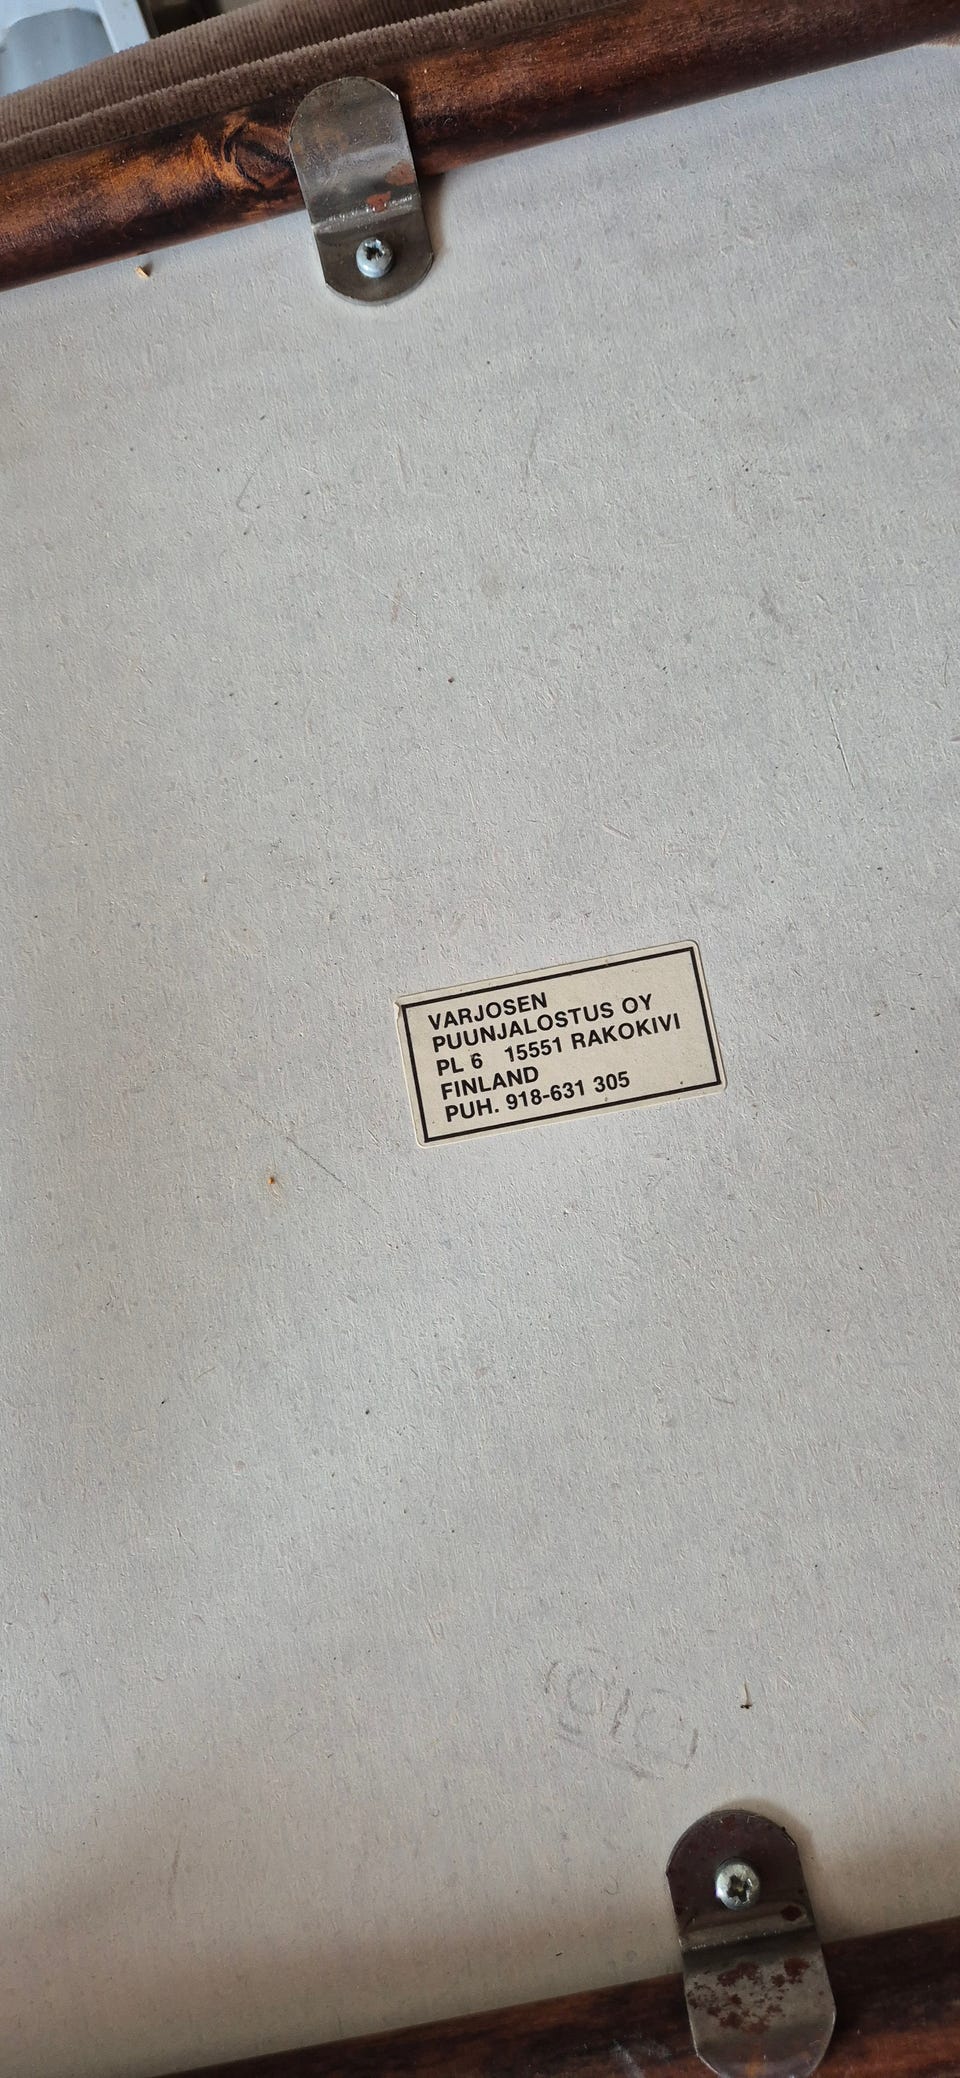 VARJOSEN
PUUNJALOSTUS OY
PL 6 15551 RAKOKIVI
FINLAND
PUH. 918-631 305